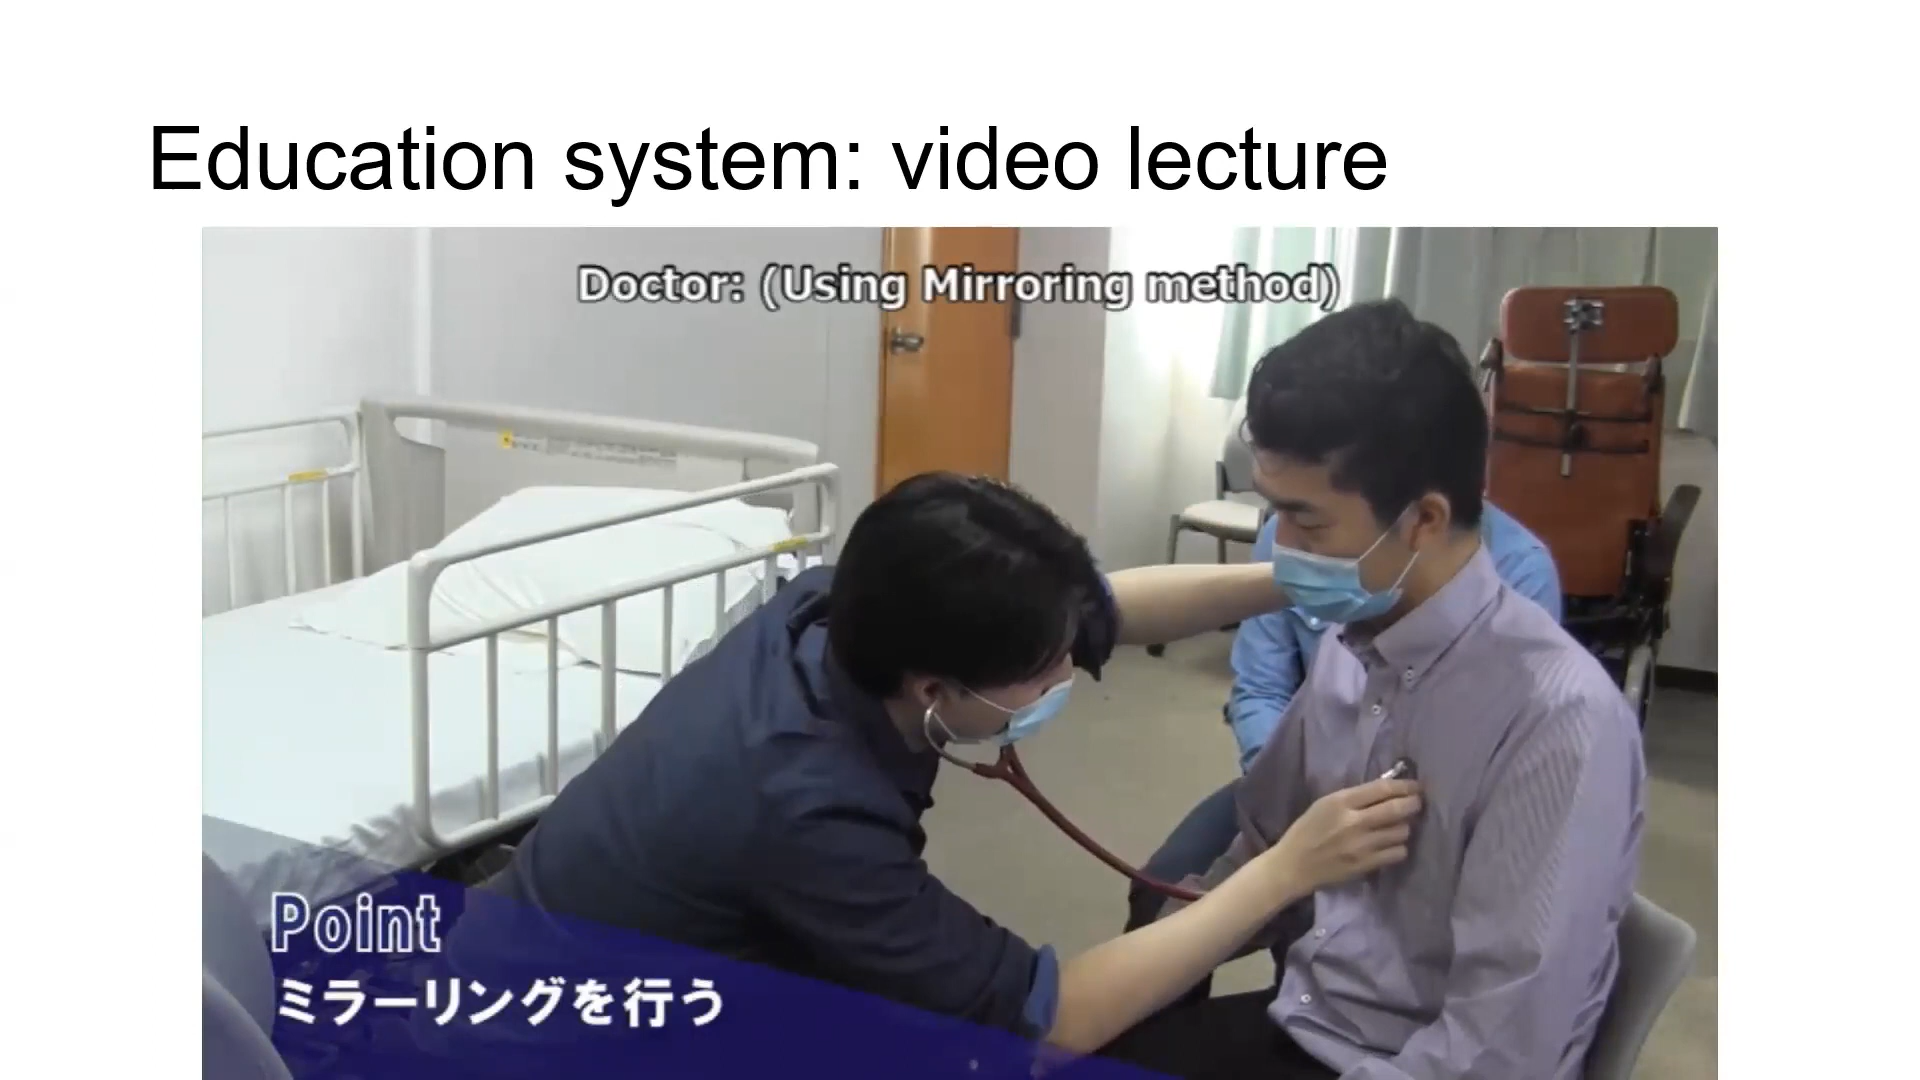 Education system: video lecture
Doctor: (Using Mirroring method)
Point
ミラーリングを行う